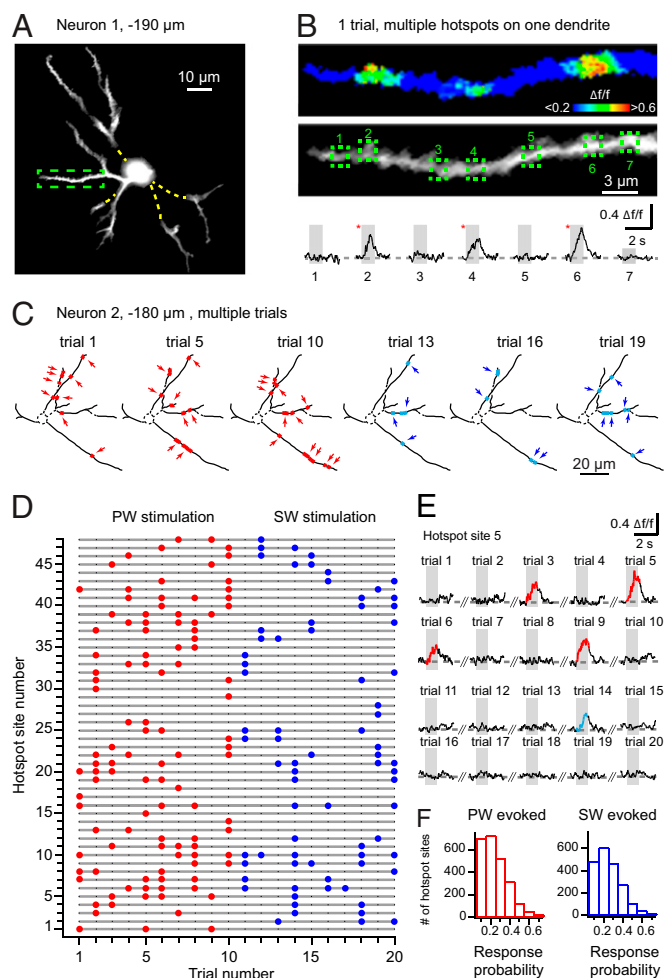 A
Neuron 1, -190 µm
10 µm
B
1 trial, multiple hotspots on one dendrite
Δf/f
<0.2
>0.6
1
2
3
4
5
6
7
3 µm
0.4 Δf/f
2 s
*
*
*
1 2 3 4 5 6 7
C
Neuron 2, -180 µm , multiple trials
trial 1 trial 5 trial 10 trial 13 trial 16 trial 19
20 µm
D
PW stimulation SW stimulation
Hotspot site number
45
40
35
30
25
20
15
10
5
1
1 5 10 15 20
Trial number
E
0.4 Δf/f
2 s
Hotspot site 5
trial 1 trial 2 trial 3 trial 4 trial 5
trial 6 trial 7 trial 8 trial 9 trial 10
trial 11 trial 12 trial 13 trial 14 trial 15
trial 16 trial 17 trial 18 trial 19 trial 20
F
PW evoked SW evoked
# of hotspot sites
600
400
200
0
0.2 0.6
Response probability
600
400
200
0
0.2 0.6
Response probability